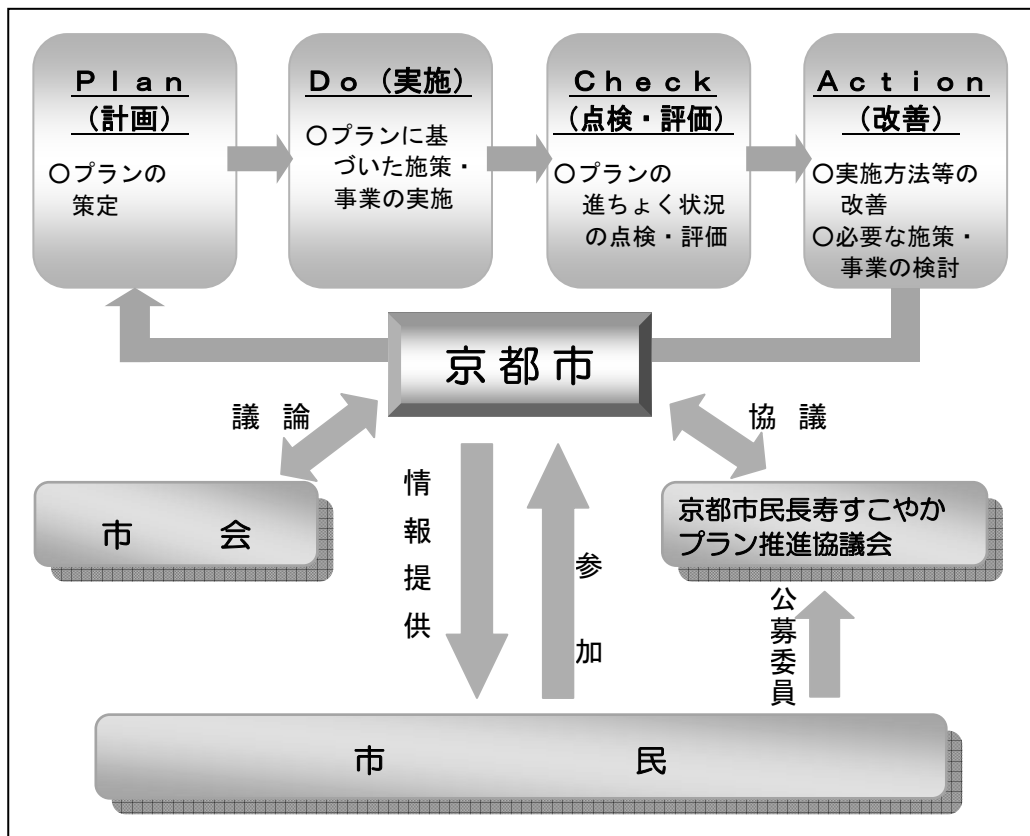 Ｐｌａｎ
（計画）
〇プランの
策定
Ｄｏ（実施）
〇プランに基
づいた施策・
事業の実施
Ｃｈｅｃｋ
（点検・評価）
〇プランの
進ちょく状況
の点検・評価
Ａｃｔｉｏｎ
（改善）
〇実施方法等の
改善
〇必要な施策・
事業の検討
京都市
議論
協議
市会
情報提供
参加
京都市民長寿すこやか
プラン推進協議会
公募委員
市民